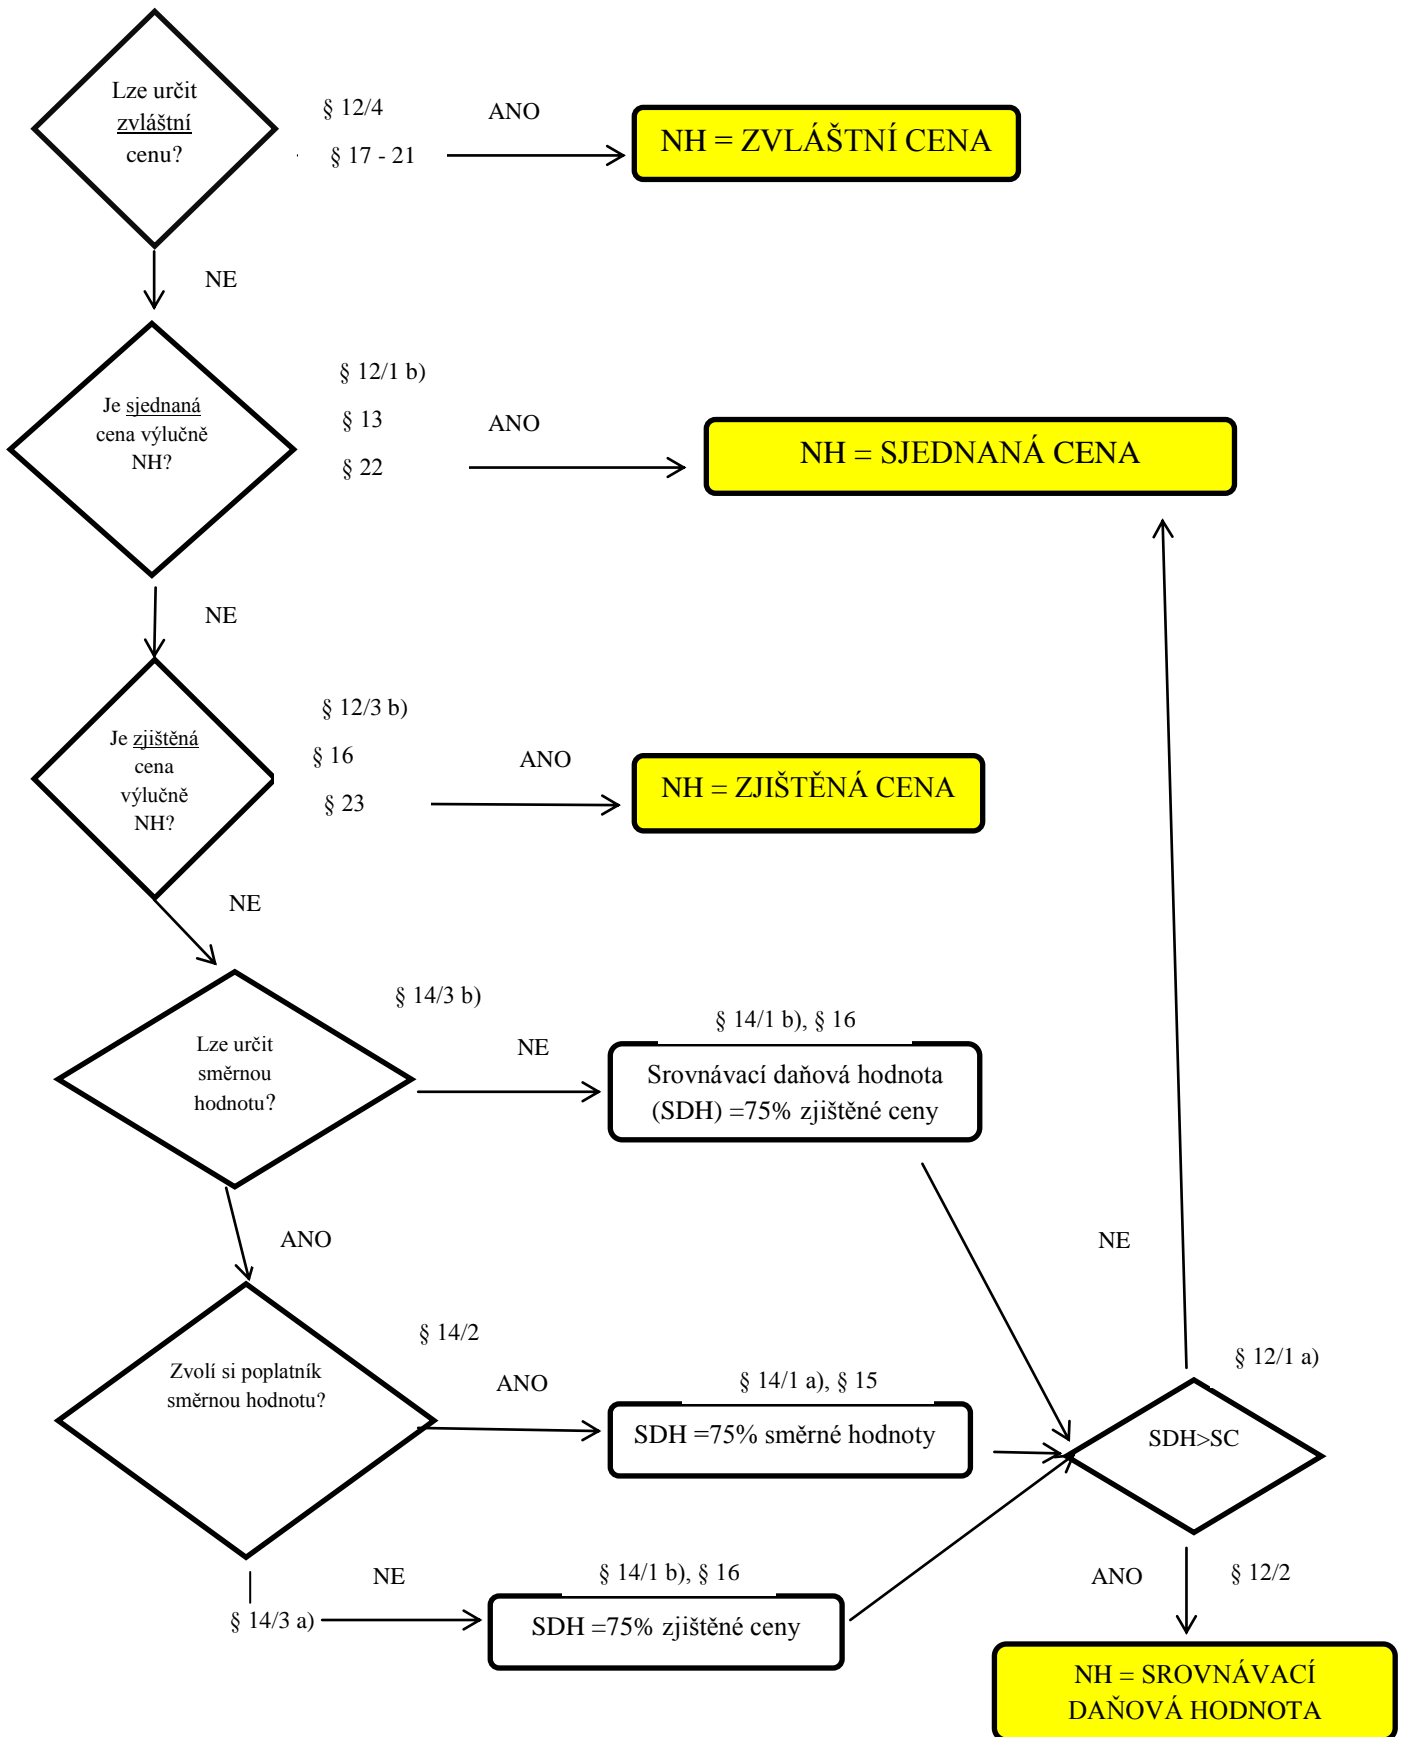 Lze určit
zvláštní
cenu?
§ 12/4
§ 17 - 21
ANO
NH = ZVLÁŠTNÍ CENA
NE
Je sjednaná
cena výlučně
NH?
§ 12/1 b)
§ 13
§ 22
ANO
NH = SJEDNANÁ CENA
NE
Je zjištěná
cena
výlučně
NH?
§ 12/3 b)
§ 16
§ 23
ANO
NH = ZJIŠTĚNÁ CENA
NE
Lze určit
směrnou
hodnotu?
§ 14/3 b)
NE
§ 14/1 b), § 16
Srovnávací daňová hodnota
(SDH) =75% zjištěné ceny
ANO
NE
Zvolí si poplatník
směrnou hodnotu?
§ 14/2
ANO
§ 14/1 a), § 15
SDH =75% směrné hodnoty
§ 12/1 a)
SDH>SC
§ 14/3 a)
NE
§ 14/1 b), § 16
SDH =75% zjištěné ceny
ANO
§ 12/2
NH = SROVNÁVACÍ
DAŇOVÁ HODNOTA